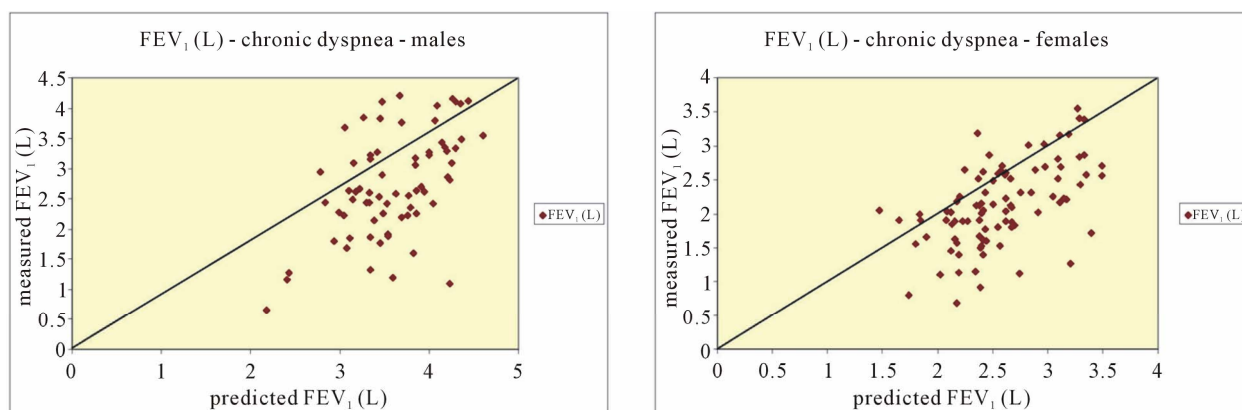 FEV₁ (L) - chronic dyspnea - males
4.5
4
3.5
3
2.5
2
1.5
1
0.5
0
measured FEV₁ (L)
0 1 2 3 4 5
predicted FEV₁ (L)
FEV₁ (L)
FEV₁ (L) - chronic dyspnea - females
4
3.5
3
2.5
2
1.5
1
0.5
0
measured FEV₁ (L)
0 0.5 1 1.5 2 2.5 3 3.5 4
predicted FEV₁ (L)
FEV₁ (L)